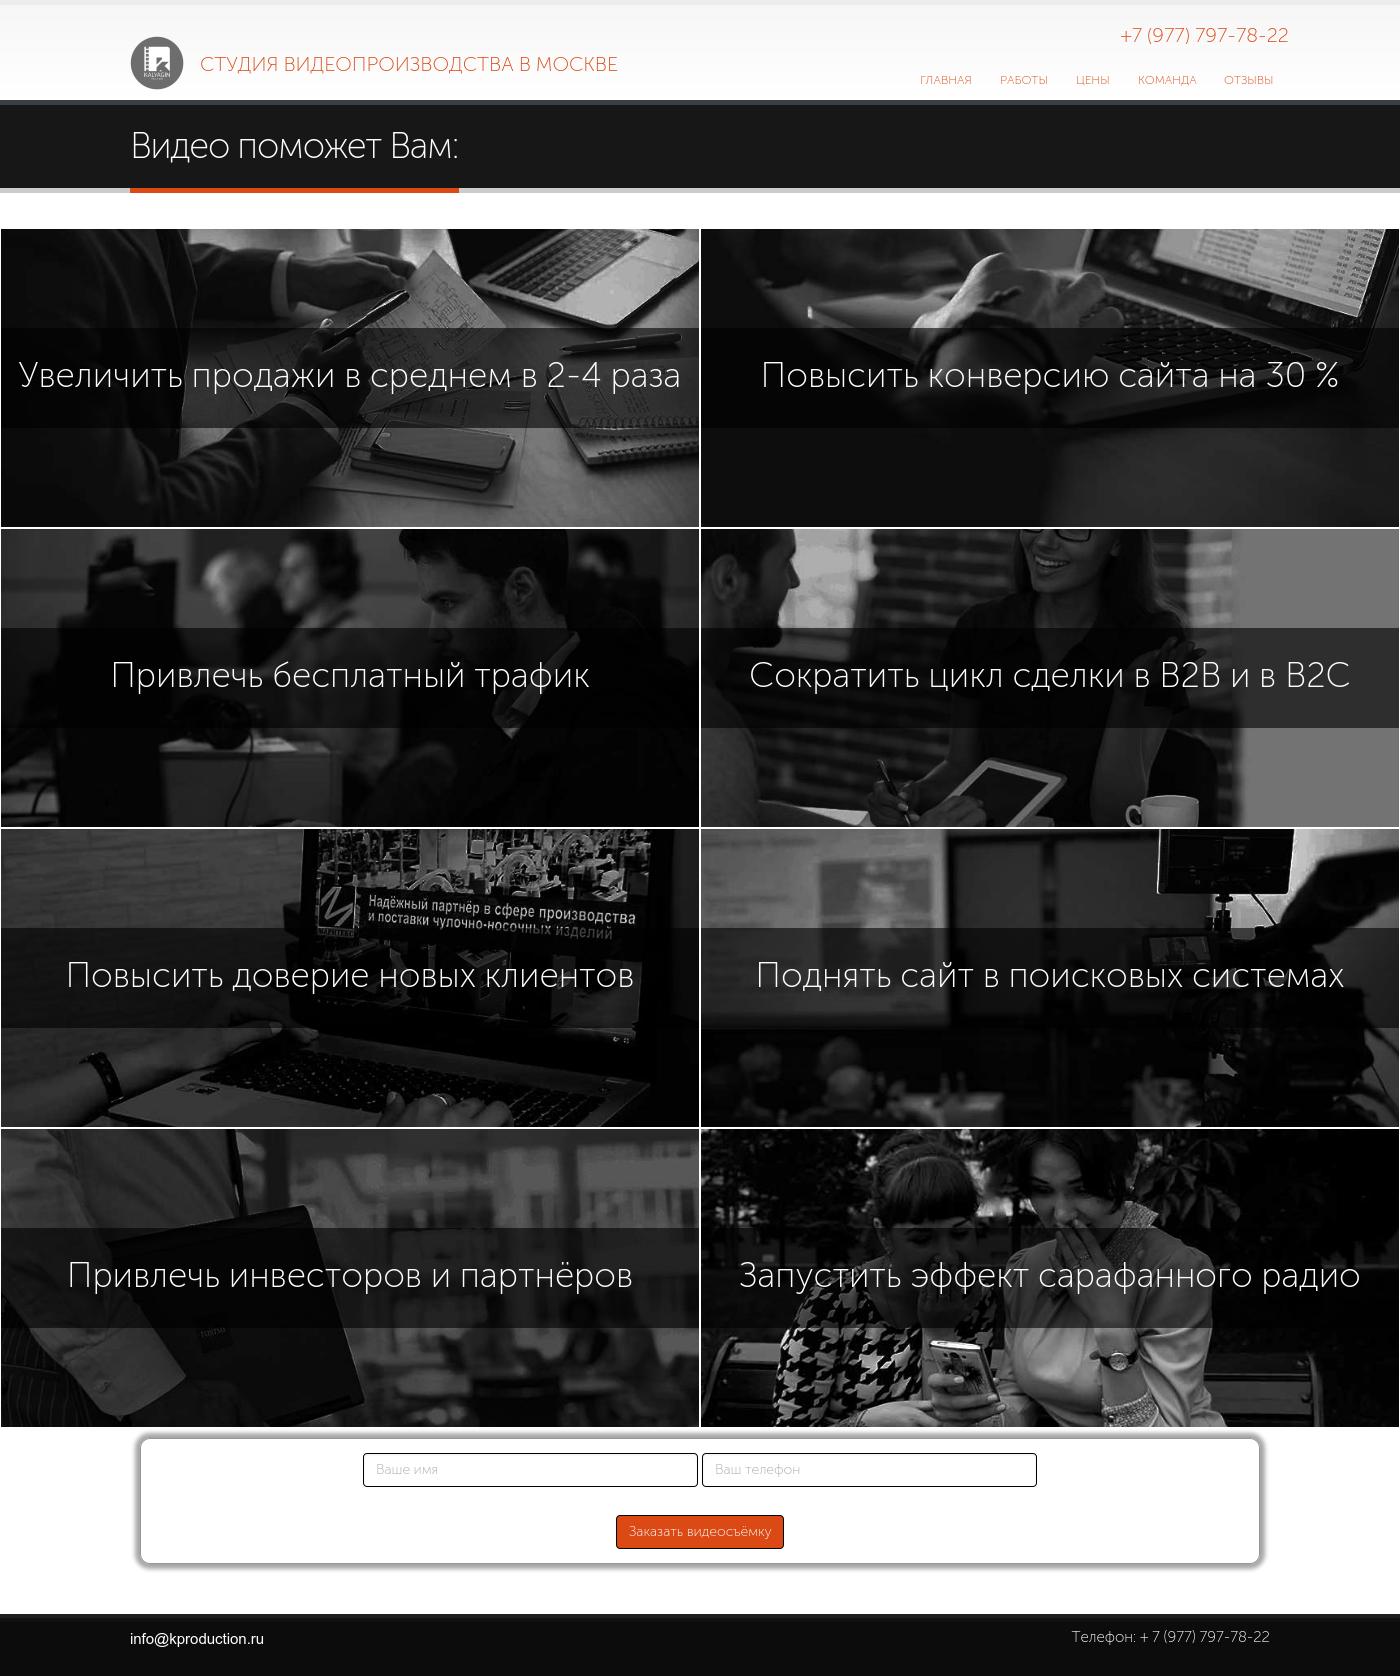 +7 (977) 797-78-22
KALYAGIN
СТУДИЯ ВИДЕОПРОИЗВОДСТВА В МОСКВЕ
ГЛАВНАЯ РАБОТЫ ЦЕНЫ КОМАНДА ОТЗЫВЫ
Видео поможет Вам:
Увеличить продажи в среднем в 2-4 раза
Повысить конверсию сайта на 30 %
Привлечь бесплатный трафик
Сократить цикл сделки в B2B и в B2C
Надёжный партнёр в сфере производства
и поставки чулочно-носочных изделий
Повысить доверие новых клиентов
Поднять сайт в поисковых системах
Привлечь инвесторов и партнёров
Запустить эффект сарафанного радио
Ваше имя
Ваш телефон
Заказать видеосъёмку
info@kproduction.ru
Телефон: + 7 (977) 797-78-22